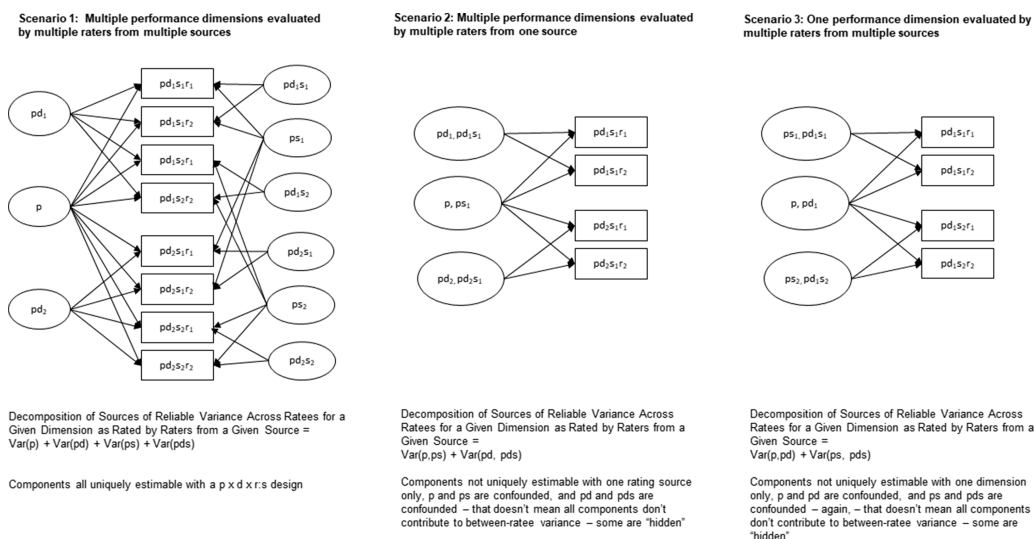 Scenario 1: Multiple performance dimensions evaluated
by multiple raters from multiple sources
pd₁
p
pd₂
pd₁s₁r₁
pd₁s₁r₂
pd₁s₂r₁
pd₁s₂r₂
pd₂s₁r₁
pd₂s₁r₂
pd₂s₂r₁
pd₂s₂r₂
pd₁s₁
ps₁
pd₁s₂
pd₂s₁
ps₂
pd₂s₂
Decomposition of Sources of Reliable Variance Across Ratees for a
Given Dimension as Rated by Raters from a Given Source =
Var(p) + Var(pd) + Var(ps) + Var(pds)
Components all uniquely estimable with a p x d x r:s design
Scenario 2: Multiple performance dimensions evaluated
by multiple raters from one source
pd₁, pd₁s₁
p, ps₁
pd₂, pd₂s₁
pd₁s₁r₁
pd₁s₁r₂
pd₂s₁r₁
pd₂s₁r₂
Decomposition of Sources of Reliable Variance Across
Ratees for a Given Dimension as Rated by Raters from a
Given Source =
Var(p,ps) + Var(pd, pds)
Components not uniquely estimable with one rating source
only, p and ps are confounded, and pd and pds are
confounded – that doesn't mean all components don't
contribute to between-ratee variance – some are "hidden"
Scenario 3: One performance dimension evaluated by
multiple raters from multiple sources
ps₁, pd₁s₁
p, pd₁
ps₂, pd₁s₂
pd₁s₁r₁
pd₁s₁r₂
pd₁s₂r₁
pd₁s₂r₂
Decomposition of Sources of Reliable Variance Across
Ratees for a Given Dimension as Rated by Raters from a
Given Source =
Var(p,pd) + Var(ps, pds)
Components not uniquely estimable with one dimension
only, p and pd are confounded, and ps and pds are
confounded – again, – that doesn't mean all components
don't contribute to between-ratee variance – some are
"hidden"